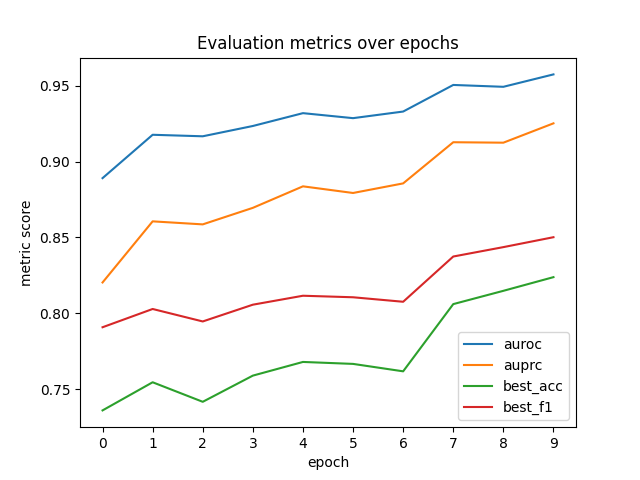 Evaluation metrics over epochs
metric score
0.95
0.90
0.85
0.80
0.75
0 1 2 3 4 5 6 7 8 9
epoch
auroc
auprc
best_acc
best_f1